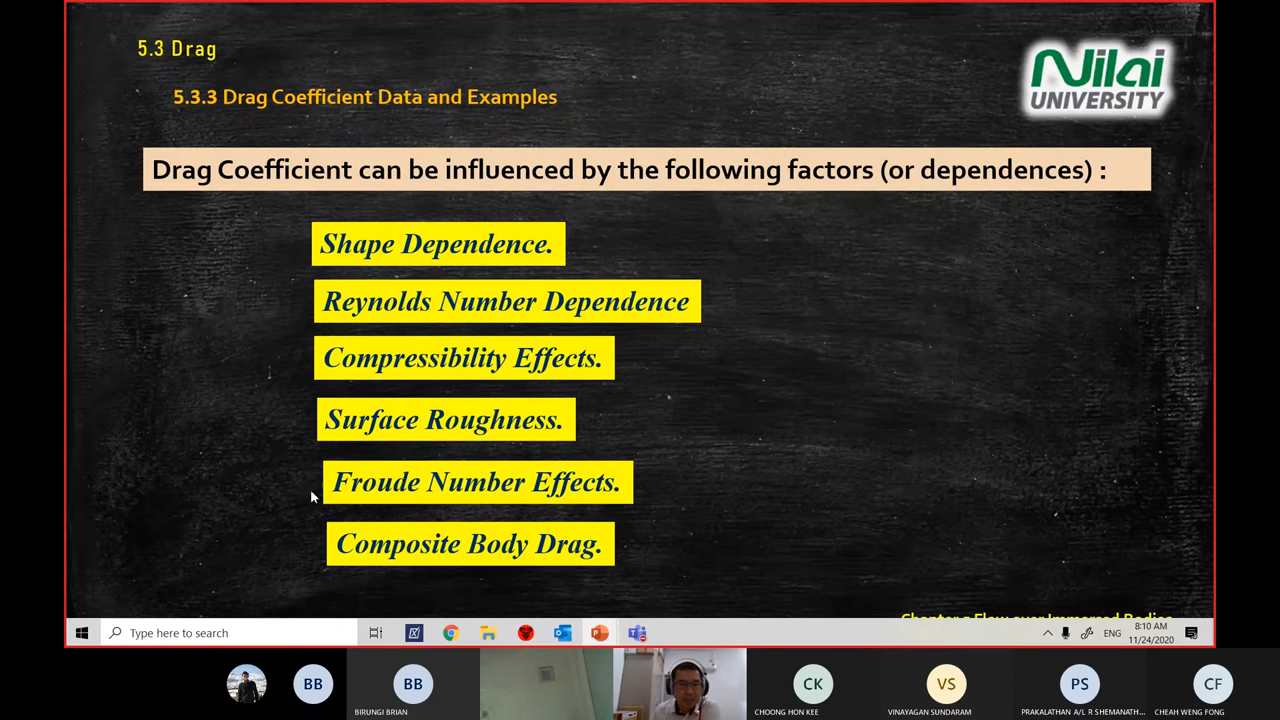 5.3 Drag
5.3.3 Drag Coefficient Data and Examples
Nilai
UNIVERSITY
Drag Coefficient can be influenced by the following factors (or dependences) :
Shape Dependence.
Reynolds Number Dependence
Compressibility Effects.
Surface Roughness.
Froude Number Effects.
Composite Body Drag.
Type here to search
ENG
8:10 AM
11/24/2020
BB
BB
CK
VS
PS
CF
BIRUNGI BRIAN
CHOONG HON KEE
VINAYAGAN SUNDARAM
PRAKALATHAN A/L R SHEMANATH...
CHEAH WENG FONG